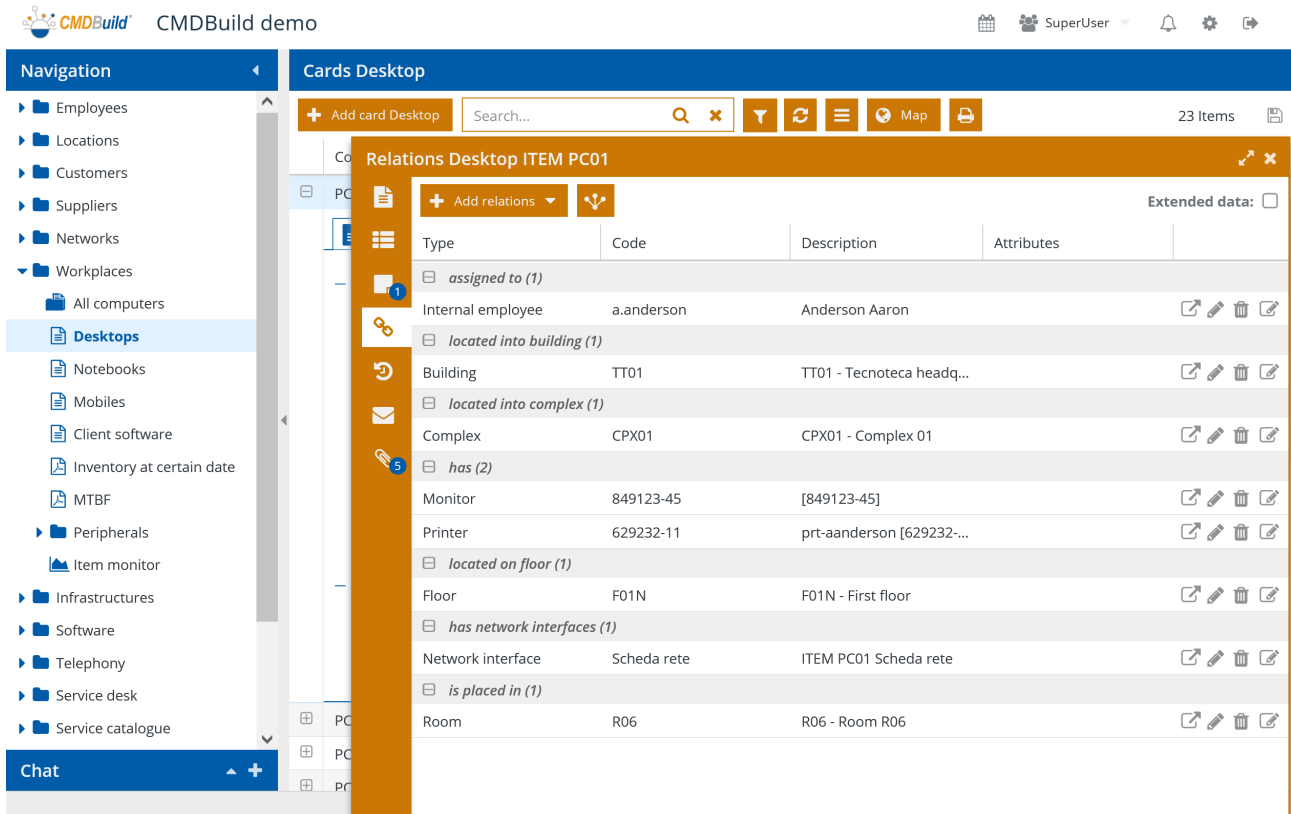 CMDBuild CMDBuild demo SuperUser
Navigation
Cards Desktop
Employees
Locations
Customers
Suppliers
Networks
Workplaces
All computers
Desktops
Notebooks
Mobiles
Client software
Inventory at certain date
MTBF
Peripherals
Item monitor
Infrastructures
Software
Telephony
Service desk
Service catalogue
Chat
Add card Desktop Search... Map 23 Items
Co
PC
PC
PC
PC
Relations Desktop ITEM PC01
1
5
Add relations Extended data:
Type Code Description Attributes
assigned to (1)
Internal employee a.anderson Anderson Aaron
located into building (1)
Building TT01 TT01 - Tecnoteca headq...
located into complex (1)
Complex CPX01 CPX01 - Complex 01
has (2)
Monitor 849123-45 [849123-45]
Printer 629232-11 prt-aanderson [629232-...
located on floor (1)
Floor F01N F01N - First floor
has network interfaces (1)
Network interface Scheda rete ITEM PC01 Scheda rete
is placed in (1)
Room R06 R06 - Room R06